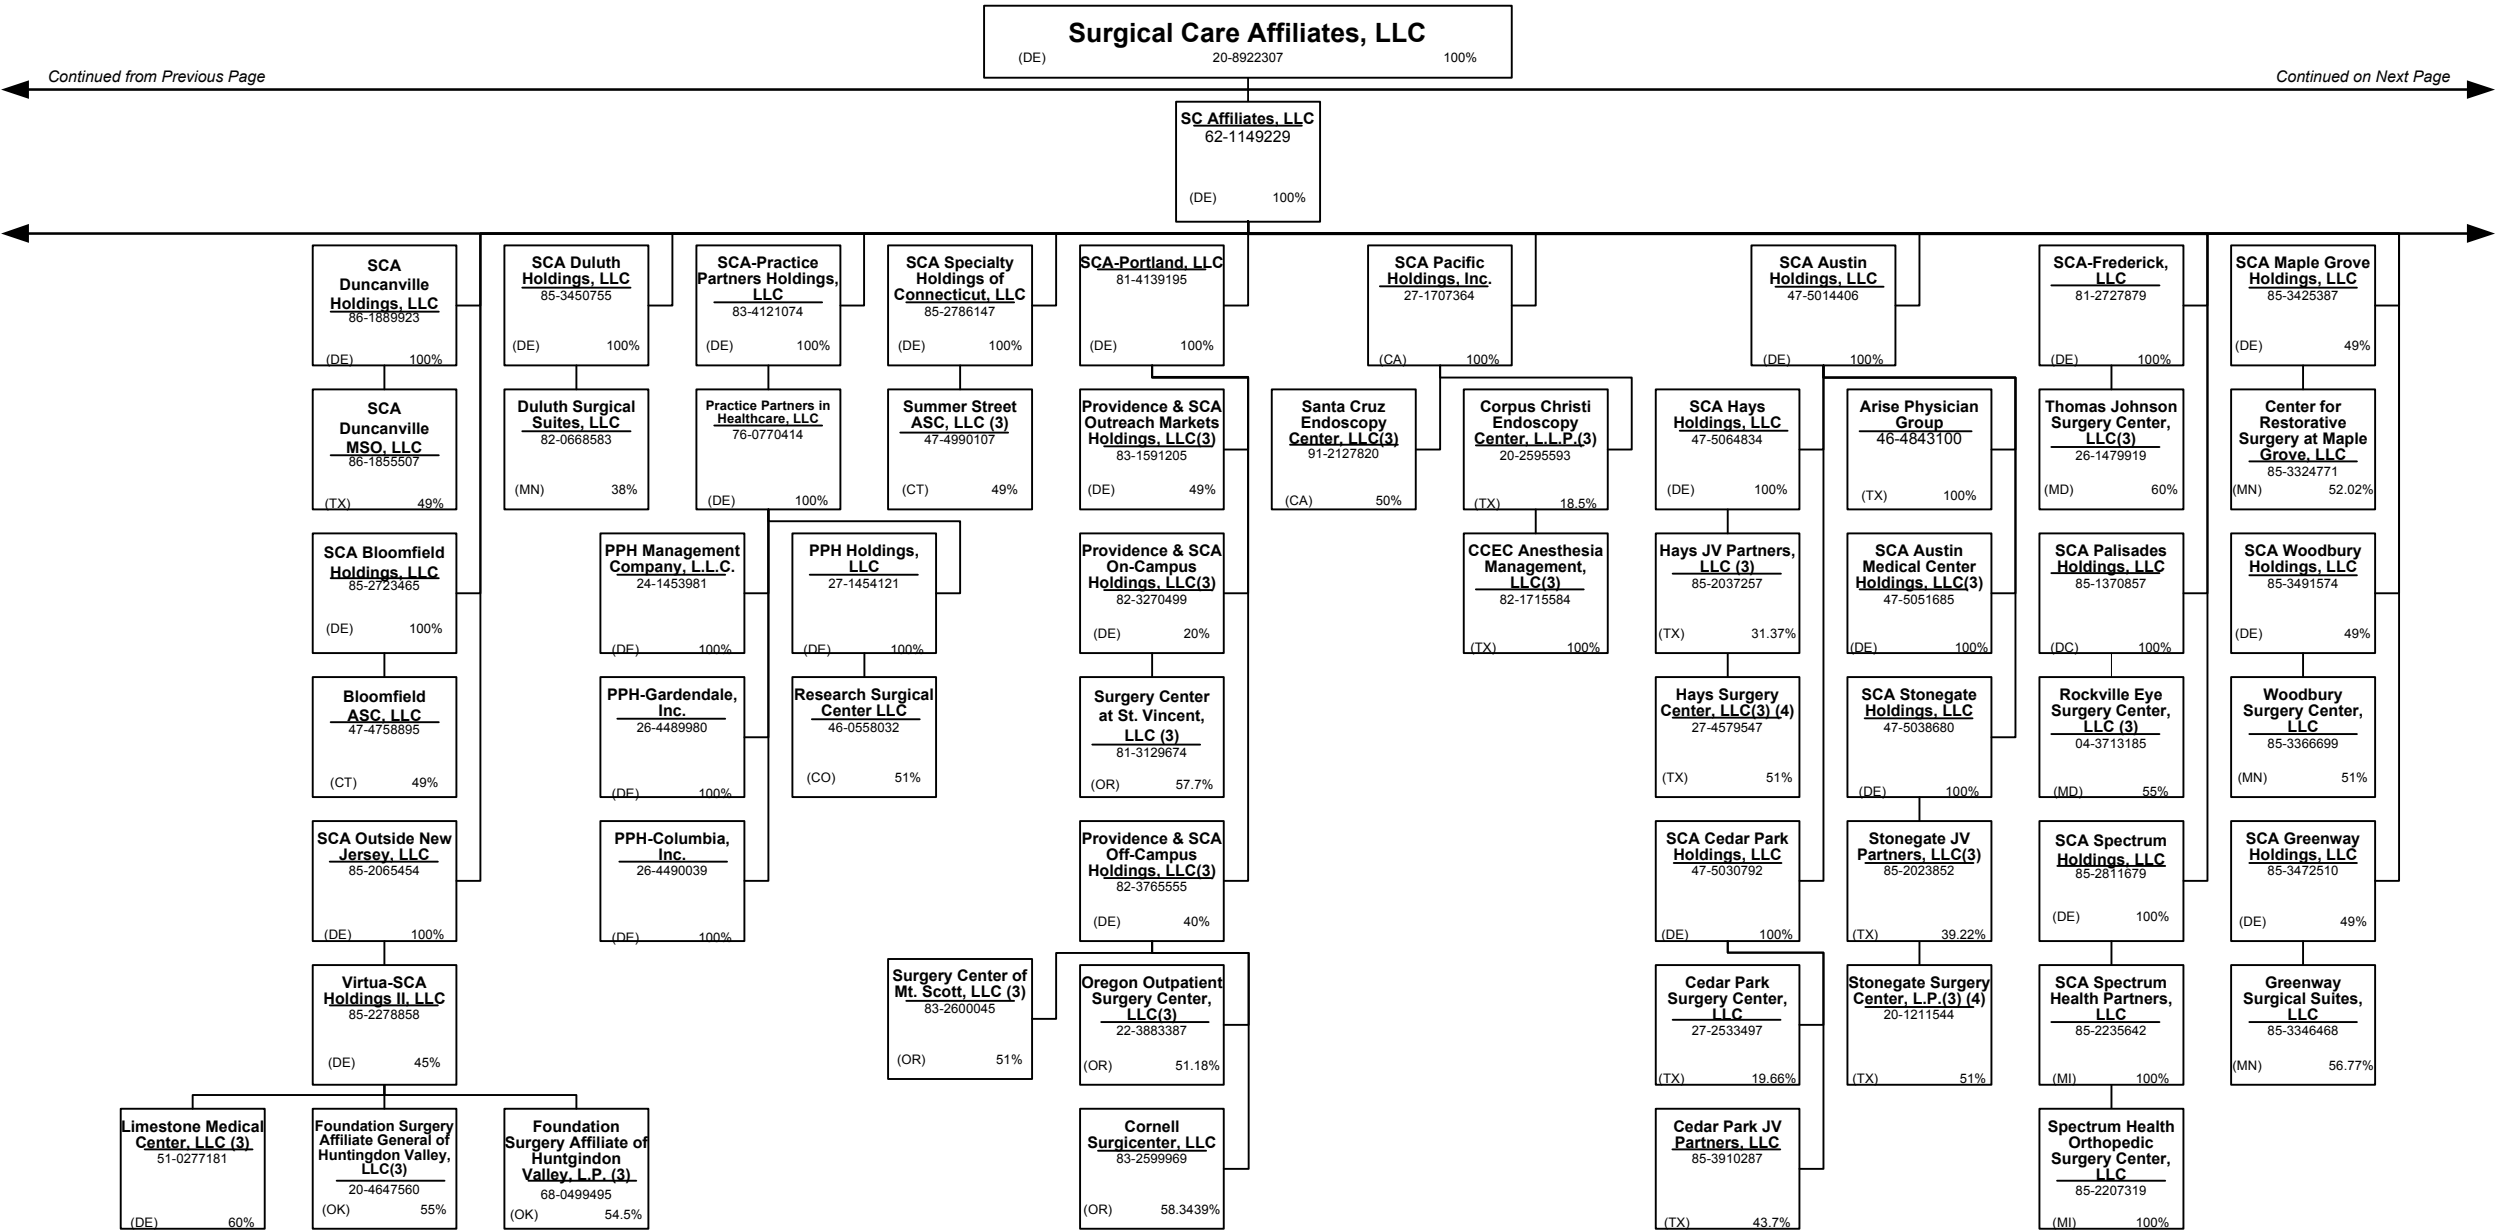 Surgical Care Affiliates, LLC
(DE) 20-8922307 100%
Continued from Previous Page
Continued on Next Page
SC Affiliates, LLC
62-1149229
(DE) 100%
SCA
Duncanville
Holdings, LLC
86-1889923
(DE) 100%
SCA Duluth
Holdings, LLC
85-3450755
(DE) 100%
SCA-Practice
Partners Holdings,
LLC
83-4121074
(DE) 100%
SCA Specialty
Holdings of
Connecticut, LLC
85-2786147
(DE) 100%
SCA-Portland, LLC
81-4139195
(DE) 100%
SCA Pacific
Holdings, Inc.
27-1707364
(CA) 100%
SCA Austin
Holdings, LLC
47-5014406
(DE) 100%
SCA-Frederick,
LLC
81-2727879
(DE) 100%
SCA Maple Grove
Holdings, LLC
85-3425387
(DE) 49%
SCA
Duncanville
MSO, LLC
86-1855507
(TX) 49%
Duluth Surgical
Suites, LLC
82-0668583
(MN) 38%
Practice Partners in
Healthcare, LLC
76-0770414
(DE) 100%
Summer Street
ASC, LLC (3)
47-4990107
(CT) 49%
Providence & SCA
Outreach Markets
Holdings, LLC(3)
83-1591205
(DE) 49%
Santa Cruz
Endoscopy
Center, LLC(3)
91-2127820
(CA) 50%
Corpus Christi
Endoscopy
Center, L.L.P.(3)
20-2595593
(TX) 18.5%
SCA Hays
Holdings, LLC
47-5064834
(DE) 100%
Arise Physician
Group
46-4843100
(TX) 100%
Thomas Johnson
Surgery Center,
LLC(3)
26-1479919
(MD) 60%
Center for
Restorative
Surgery at Maple
Grove, LLC
85-3324771
(MN) 52.02%
SCA Bloomfield
Holdings, LLC
85-2723465
(DE) 100%
PPH Management
Company, L.L.C.
24-1453981
(DE) 100%
PPH Holdings,
LLC
27-1454121
(DE) 100%
Providence & SCA
On-Campus
Holdings, LLC(3)
82-3270499
(DE) 20%
CCEC Anesthesia
Management,
LLC(3)
82-1715584
(TX) 100%
Hays JV Partners,
LLC (3)
85-2037257
(TX) 31.37%
SCA Austin
Medical Center
Holdings, LLC(3)
47-5051685
(DE) 100%
SCA Palisades
Holdings, LLC
85-1370857
(DC) 100%
SCA Woodbury
Holdings, LLC
85-3491574
(DE) 49%
Bloomfield
ASC, LLC
47-4758895
(CT) 49%
PPH-Gardendale,
Inc.
26-4489980
(DE) 100%
Research Surgical
Center LLC
46-0558032
(CO) 51%
Surgery Center
at St. Vincent,
LLC (3)
81-3129674
(OR) 57.7%
Hays Surgery
Center, LLC(3) (4)
27-4579547
(TX) 51%
SCA Stonegate
Holdings, LLC
47-5038680
(DE) 100%
Rockville Eye
Surgery Center,
LLC (3)
04-3713185
(MD) 55%
Woodbury
Surgery Center,
LLC
85-3366699
(MN) 51%
SCA Outside New
Jersey, LLC
85-2065454
(DE) 100%
PPH-Columbia,
Inc.
26-4490039
(DE) 100%
Providence & SCA
Off-Campus
Holdings, LLC(3)
82-3765555
(DE) 40%
SCA Cedar Park
Holdings, LLC
47-5030792
(DE) 100%
Stonegate JV
Partners, LLC(3)
85-2023852
(TX) 39.22%
SCA Spectrum
Holdings, LLC
85-2811679
(DE) 100%
SCA Greenway
Holdings, LLC
85-3472510
(DE) 49%
Virtua-SCA
Holdings II, LLC
85-2278858
(DE) 45%
Surgery Center of
Mt. Scott, LLC (3)
83-2600045
(OR) 51%
Oregon Outpatient
Surgery Center,
LLC(3)
22-3883387
(OR) 51.18%
Cedar Park
Surgery Center,
LLC
27-2533497
(TX) 19.66%
Stonegate Surgery
Center, L.P.(3) (4)
20-1211544
(TX) 51%
SCA Spectrum
Health Partners,
LLC
85-2235642
(MI) 100%
Greenway
Surgical Suites,
LLC
85-3346468
(MN) 56.77%
Limestone Medical
Center, LLC (3)
51-0277181
(DE) 60%
Foundation Surgery
Affiliate General of
Huntingdon Valley,
LLC(3)
20-4647560
(OK) 55%
Foundation
Surgery Affiliate of
Huntgindon
Valley, L.P. (3)
68-0499495
(OK) 54.5%
Cornell
Surgicenter, LLC
83-2599969
(OR) 58.3439%
Cedar Park JV
Partners, LLC
85-3910287
(TX) 43.7%
Spectrum Health
Orthopedic
Surgery Center,
LLC
85-2207319
(MI) 100%